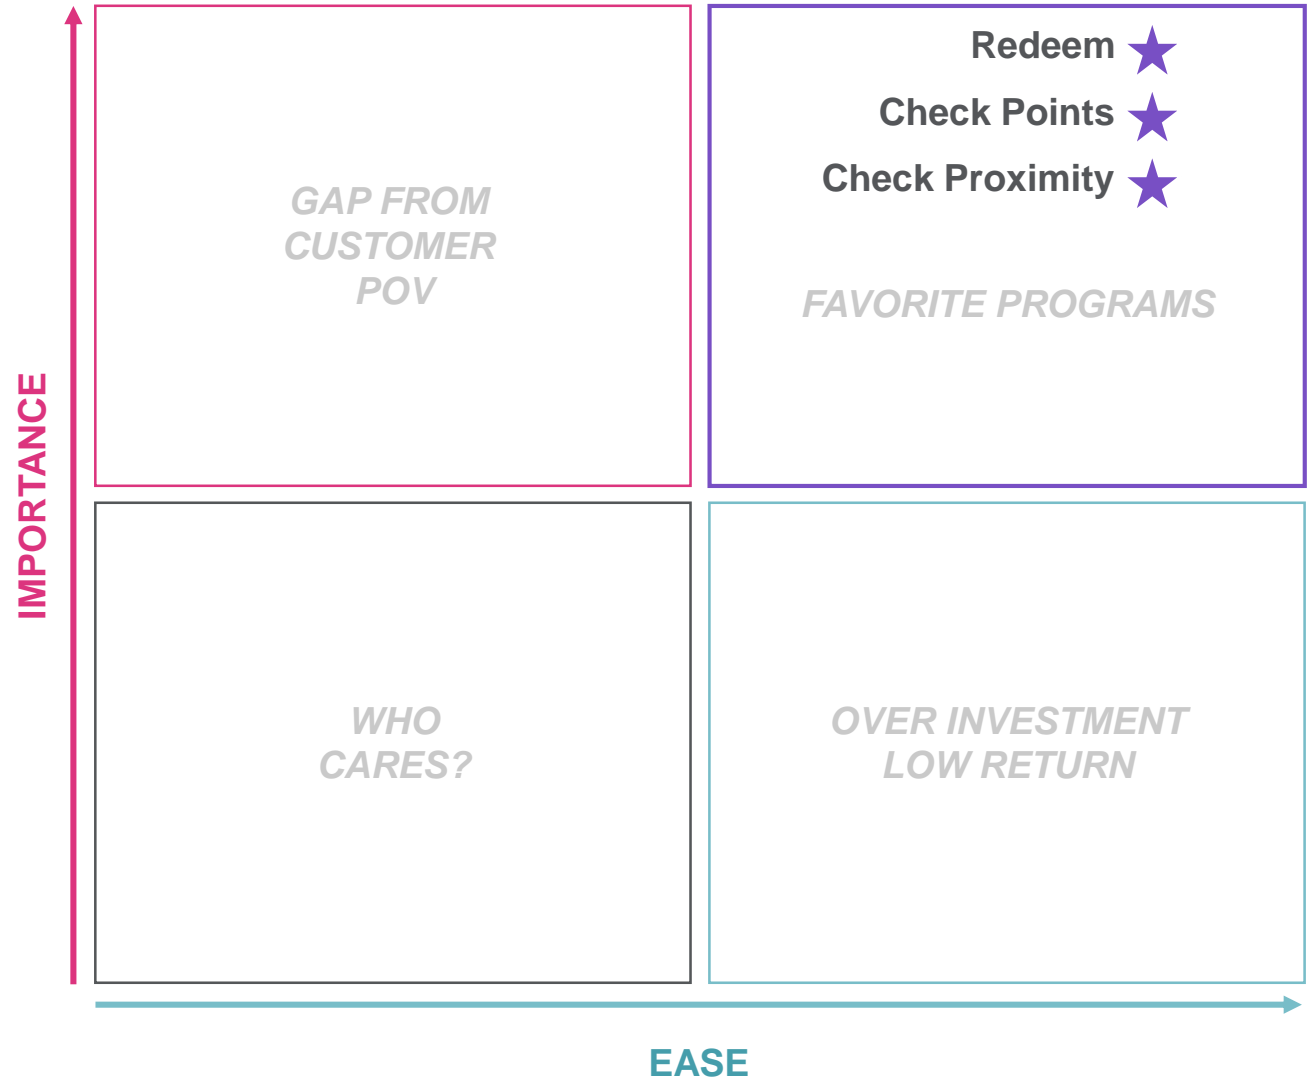 Redeem
Check Points
Check Proximity
GAP FROM
CUSTOMER
POV
FAVORITE PROGRAMS
IMPORTANCE
WHO
CARES?
OVER INVESTMENT
LOW RETURN
EASE